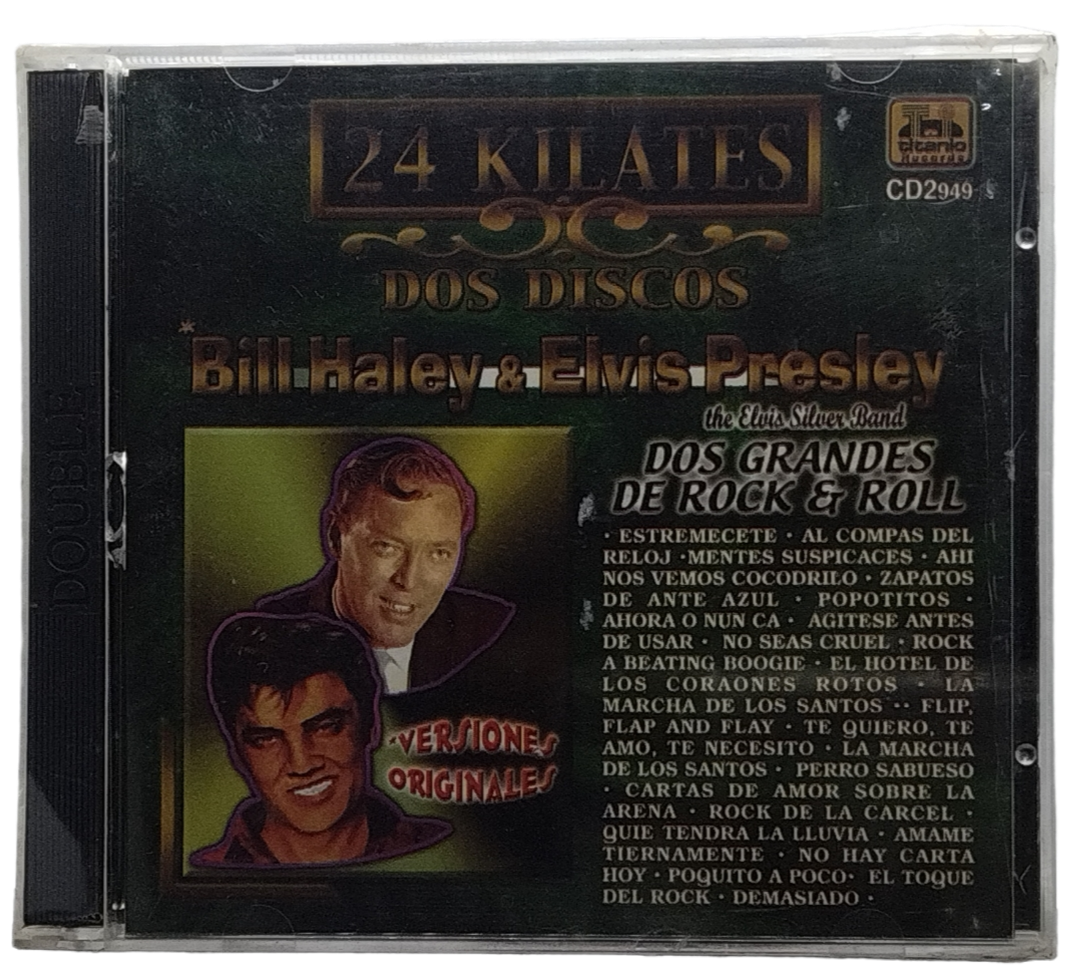 24 KILATES
DOS DISCOS
titanio
Records
CD2949
*Bill Haley & Elvis Presley
the Elvis Silver Band
DOS GRANDES
DE ROCK & ROLL
· ESTREMECETE · AL COMPAS DEL
RELOJ ·MENTES SUSPICACES · AHI
NOS VEMOS COCODRILO · ZAPATOS
DE ANTE AZUL · POPOTITOS ·
AHORA O NUN CA · AGITESE ANTES
DE USAR · NO SEAS CRUEL · ROCK
A BEATING BOOGIE · EL HOTEL DE
LOS CORAONES ROTOS · LA
MARCHA DE LOS SANTOS ·· FLIP,
FLAP AND FLAY · TE QUIERO, TE
AMO, TE NECESITO · LA MARCHA
DE LOS SANTOS · PERRO SABUESO
· CARTAS DE AMOR SOBRE LA
ARENA · ROCK DE LA CARCEL ·
QUIE TENDRA LA LLUVIA · AMAME
TIERNAMENTE · NO HAY CARTA
HOY · POQUITO A POCO· EL TOQUE
DEL ROCK · DEMASIADO ·
*VERSIONES
ORIGINALES
DOUBLE